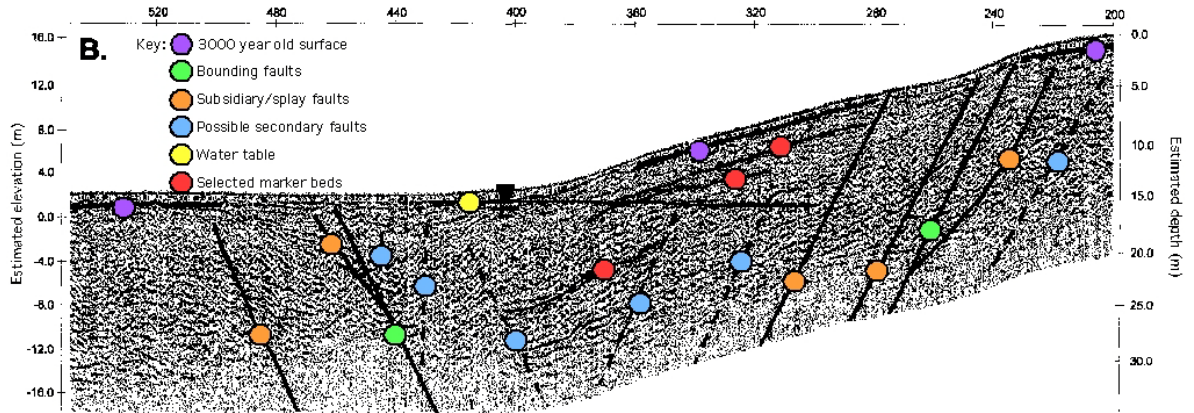 520 480 440 400 360 320 280 240 200
B.
Key: 3000 year old surface
Bounding faults
Subsidiary/splay faults
Possible secondary faults
Water table
Selected marker beds
Estimated elevation (m)
16.0
12.0
8.0
4.0
0.0
-4.0
-8.0
-12.0
-16.0
0.0
5.0
10.0
15.0
20.0
25.0
30.0
Estimated depth (m)